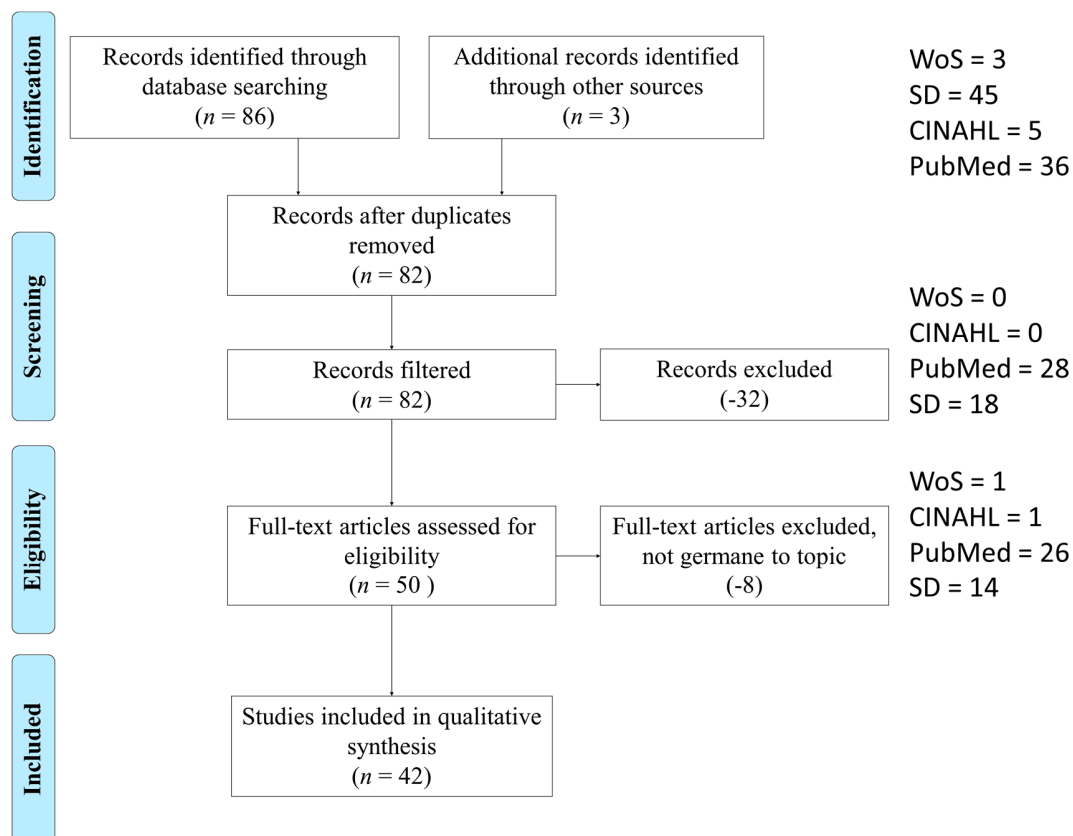 Identification
Records identified through
database searching
(n = 86)
Additional records identified
through other sources
(n = 3)
WoS = 3
SD = 45
CINAHL = 5
PubMed = 36
Records after duplicates
removed
(n = 82)
Screening
Records filtered
(n = 82)
Records excluded
(-32)
WoS = 0
CINAHL = 0
PubMed = 28
SD = 18
Eligibility
Full-text articles assessed for
eligibility
(n = 50 )
Full-text articles excluded,
not germane to topic
(-8)
WoS = 1
CINAHL = 1
PubMed = 26
SD = 14
Included
Studies included in qualitative
synthesis
(n = 42)